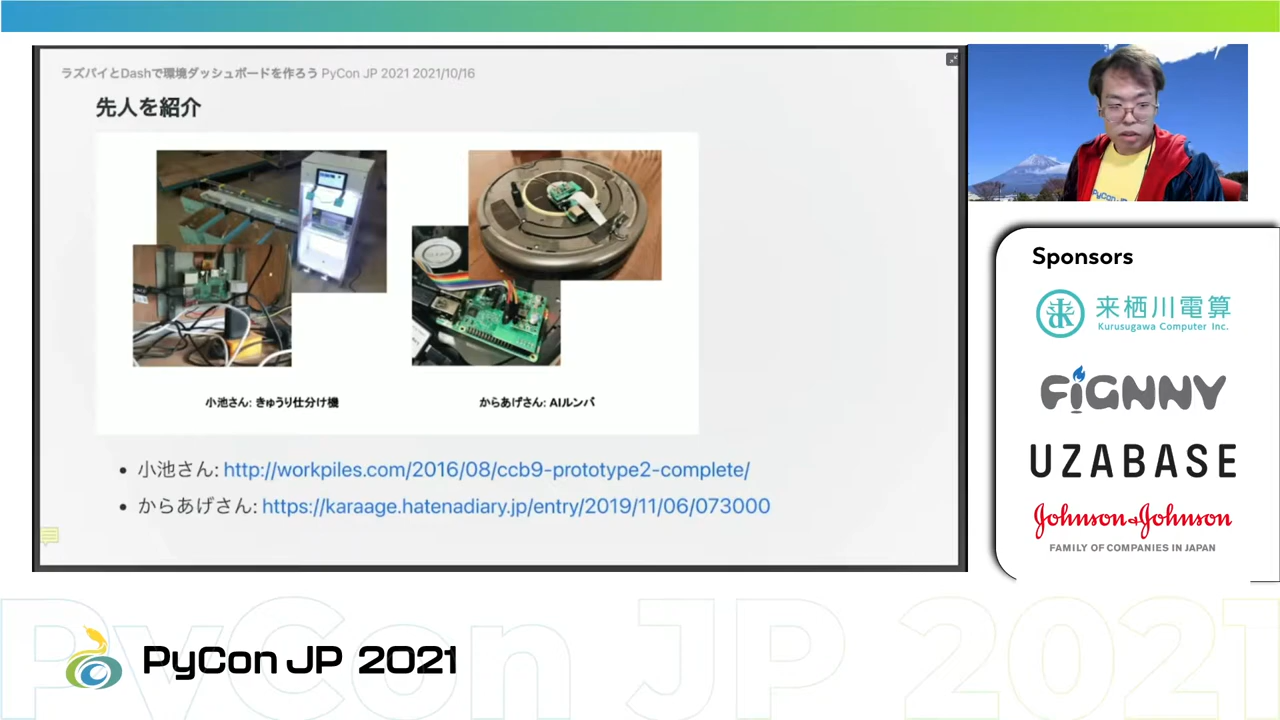 ラズパイとDashで環境ダッシュボードを作ろう PyCon JP 2021 2021/10/16
先人を紹介
小池さん: きゅうり仕分け機
からあげさん: AIルンバ
• 小池さん: http://workpiles.com/2016/08/ccb9-prototype2-complete/
• からあげさん: https://karaage.hatenadiary.jp/entry/2019/11/06/073000
PyCon JP
Sponsors
来栖川電算
Kurusugawa Computer Inc.
FiGNNY
UZABASE
Johnson&Johnson
FAMILY OF COMPANIES IN JAPAN
PyCon JP 2021
PyCon JP 2021